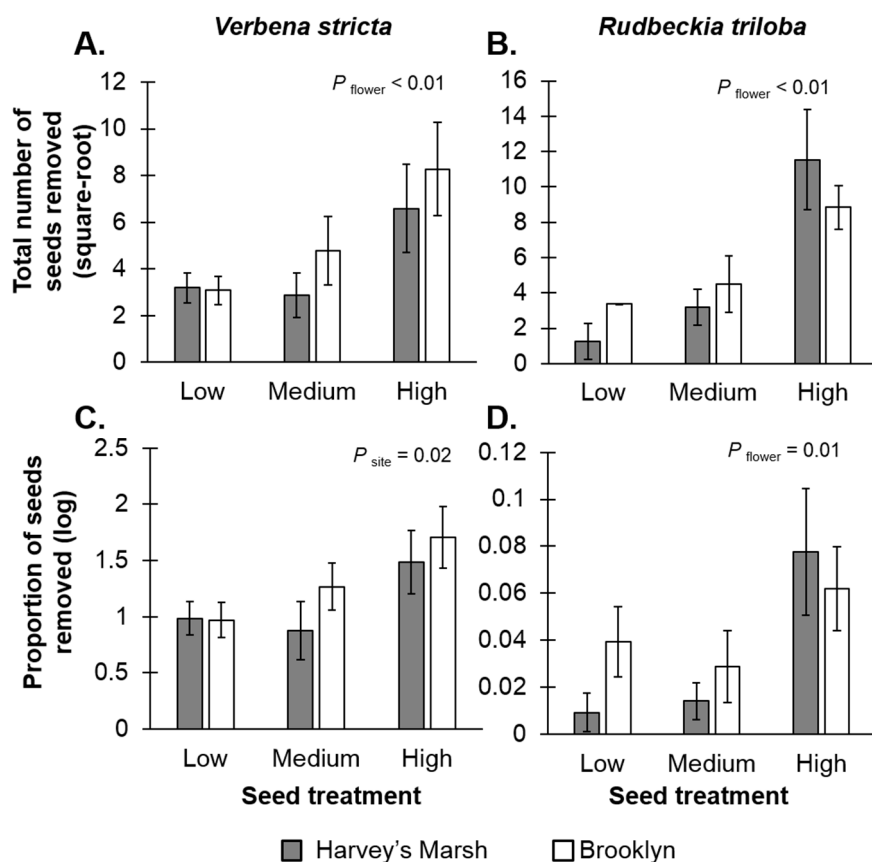 Verbena stricta
Rudbeckia triloba
A.
Total number of
seeds removed
(square-root)
12
10
8
6
4
2
0
P flower < 0.01
Low
Medium
High
B.
16
14
12
10
8
6
4
2
0
P flower < 0.01
Low
Medium
High
C.
Proportion of seeds
removed (log)
2.5
2
1.5
1
0.5
0
P site = 0.02
Low
Medium
High
Seed treatment
D.
0.12
0.1
0.08
0.06
0.04
0.02
0
P flower = 0.01
Low
Medium
High
Seed treatment
Harvey's Marsh
Brooklyn